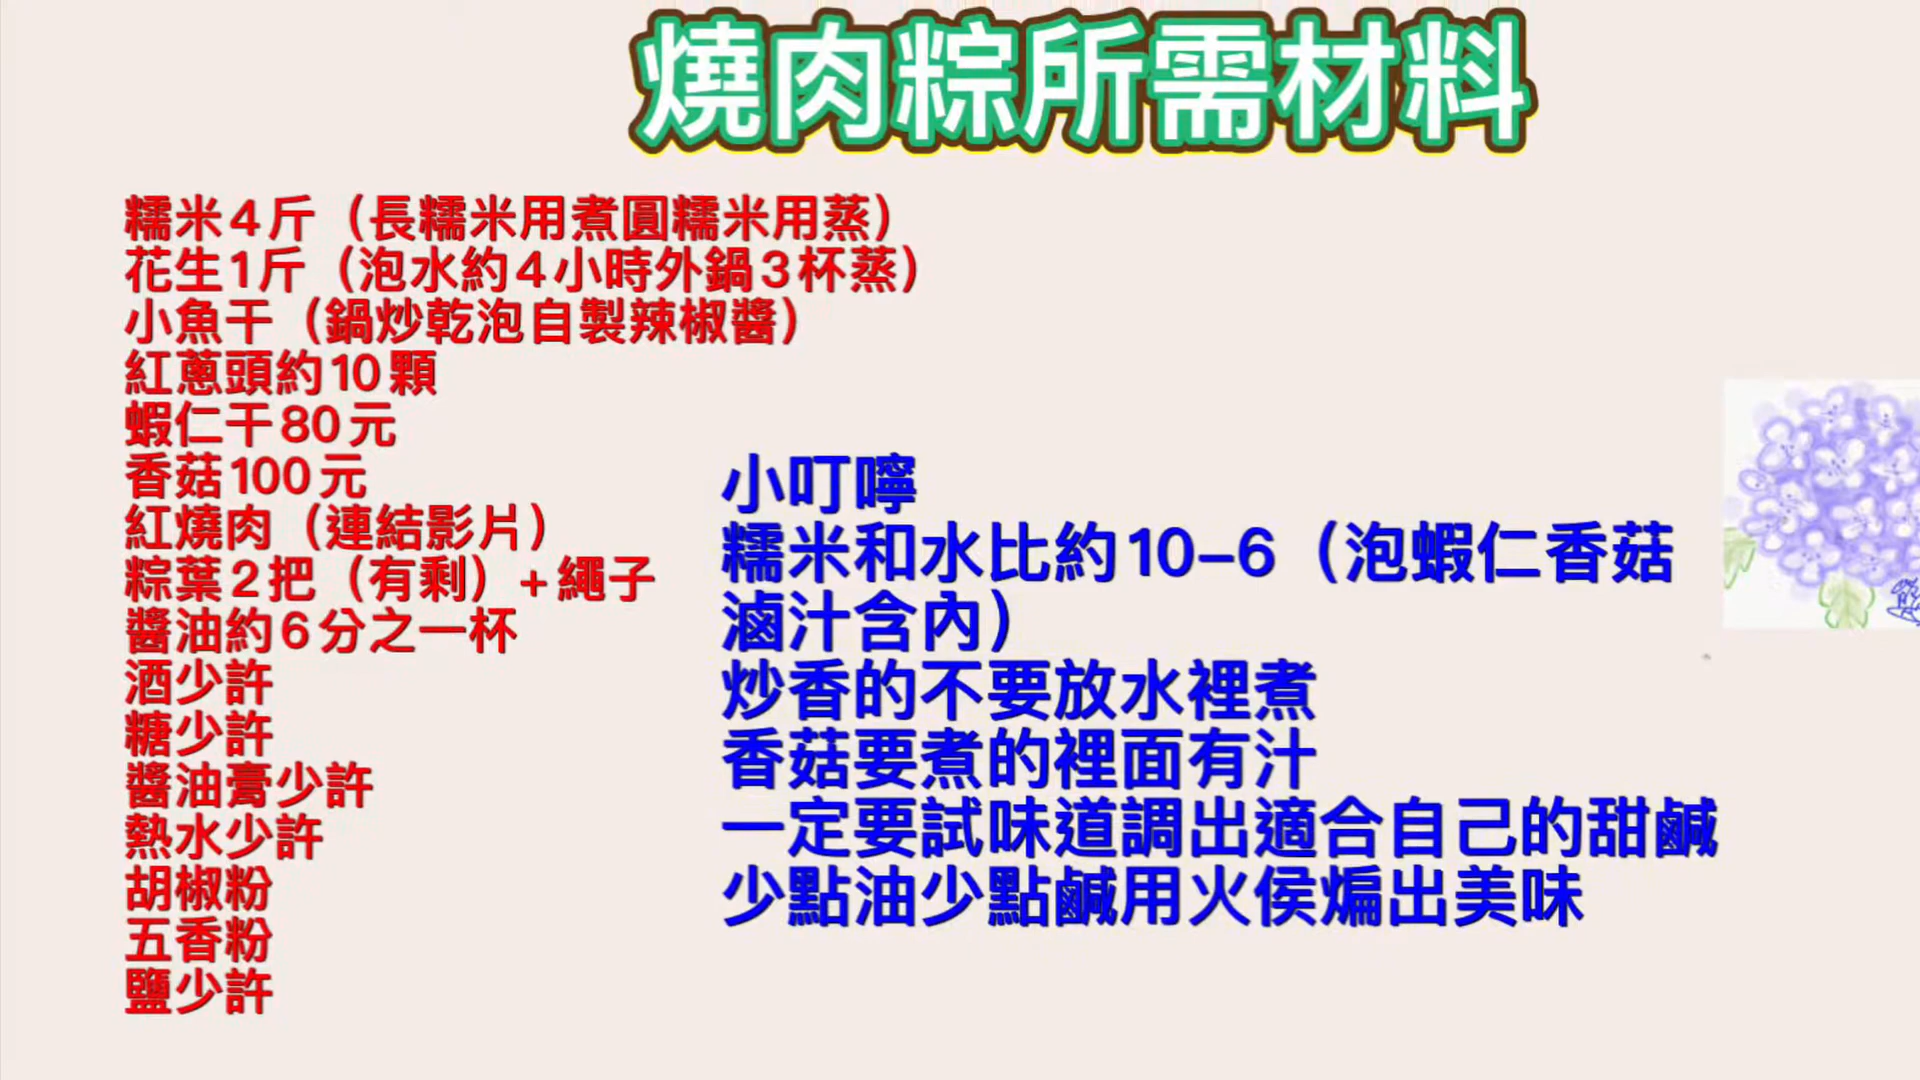 燒肉粽所需材料
糯米4斤（長糯米用煮圓糯米用蒸）
花生1斤（泡水約4小時外鍋3杯蒸）
小魚干（鍋炒乾泡自製辣椒醬）
紅蔥頭約10顆
蝦仁干80元
香菇100元
紅燒肉（連結影片）
粽葉2把（有剩）+繩子
醬油約6分之一杯
酒少許
糖少許
醬油膏少許
熱水少許
胡椒粉
五香粉
鹽少許
小叮嚀
糯米和水比約10-6（泡蝦仁香菇
滷汁含內）
炒香的不要放水裡煮
香菇要煮的裡面有汁
一定要試味道調出適合自己的甜鹹
少點油少點鹹用火侯煸出美味